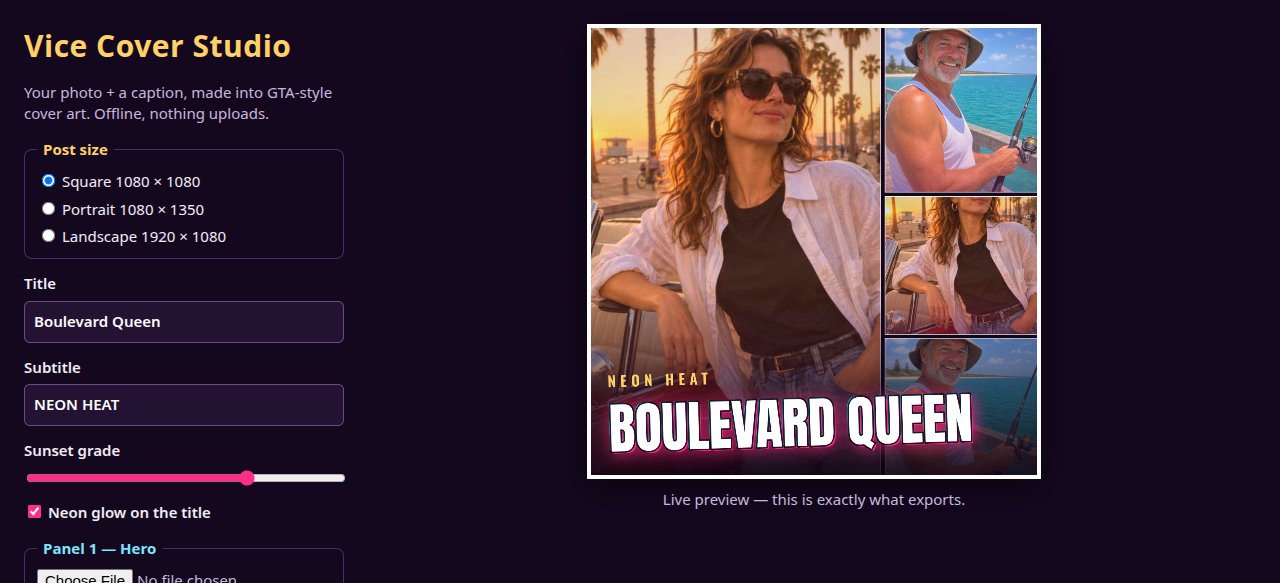 Vice Cover Studio
Your photo + a caption, made into GTA-style
cover art. Offline, nothing uploads.
Post size
Square 1080 × 1080
Portrait 1080 × 1350
Landscape 1920 × 1080
Title
Boulevard Queen
Subtitle
NEON HEAT
Sunset grade
Neon glow on the title
Panel 1 — Hero
Choose File No file chosen
NEON HEAT
BOULEVARD QUEEN
Live preview — this is exactly what exports.